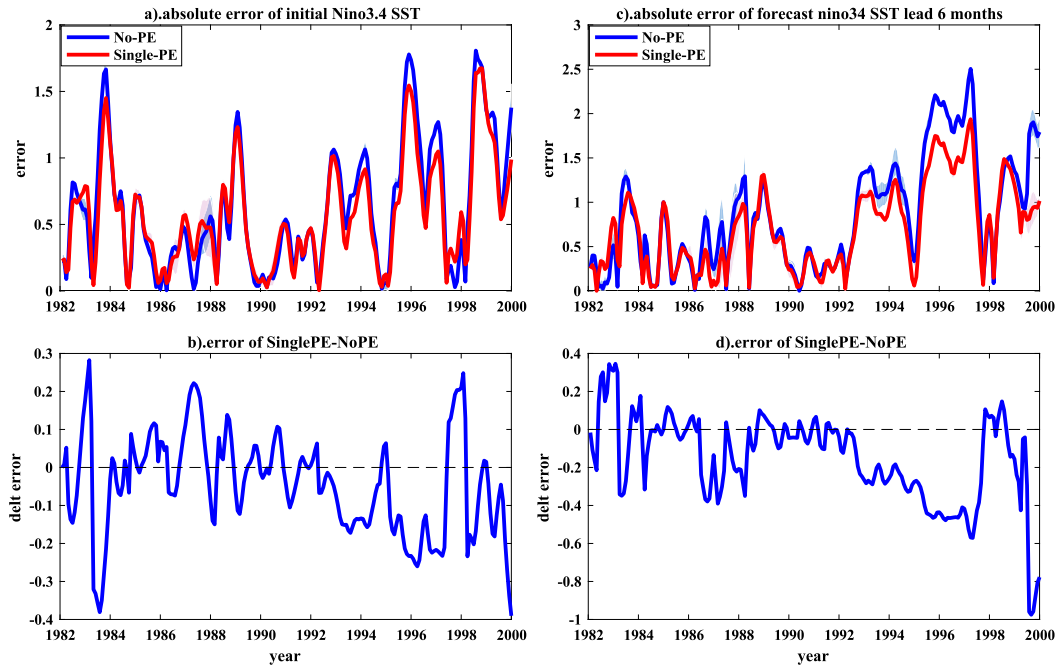 a).absolute error of initial Nino3.4 SST
No-PE
Single-PE
error
2
1.5
1
0.5
0
1982 1984 1986 1988 1990 1992 1994 1996 1998 2000
year
c).absolute error of forecast nino34 SST lead 6 months
No-PE
Single-PE
error
3
2.5
2
1.5
1
0.5
0
1982 1984 1986 1988 1990 1992 1994 1996 1998 2000
year
b).error of SinglePE-NoPE
delt error
0.3
0.2
0.1
0
-0.1
-0.2
-0.3
-0.4
1982 1984 1986 1988 1990 1992 1994 1996 1998 2000
year
d).error of SinglePE-NoPE
delt error
0.4
0.2
0
-0.2
-0.4
-0.6
-0.8
-1
1982 1984 1986 1988 1990 1992 1994 1996 1998 2000
year